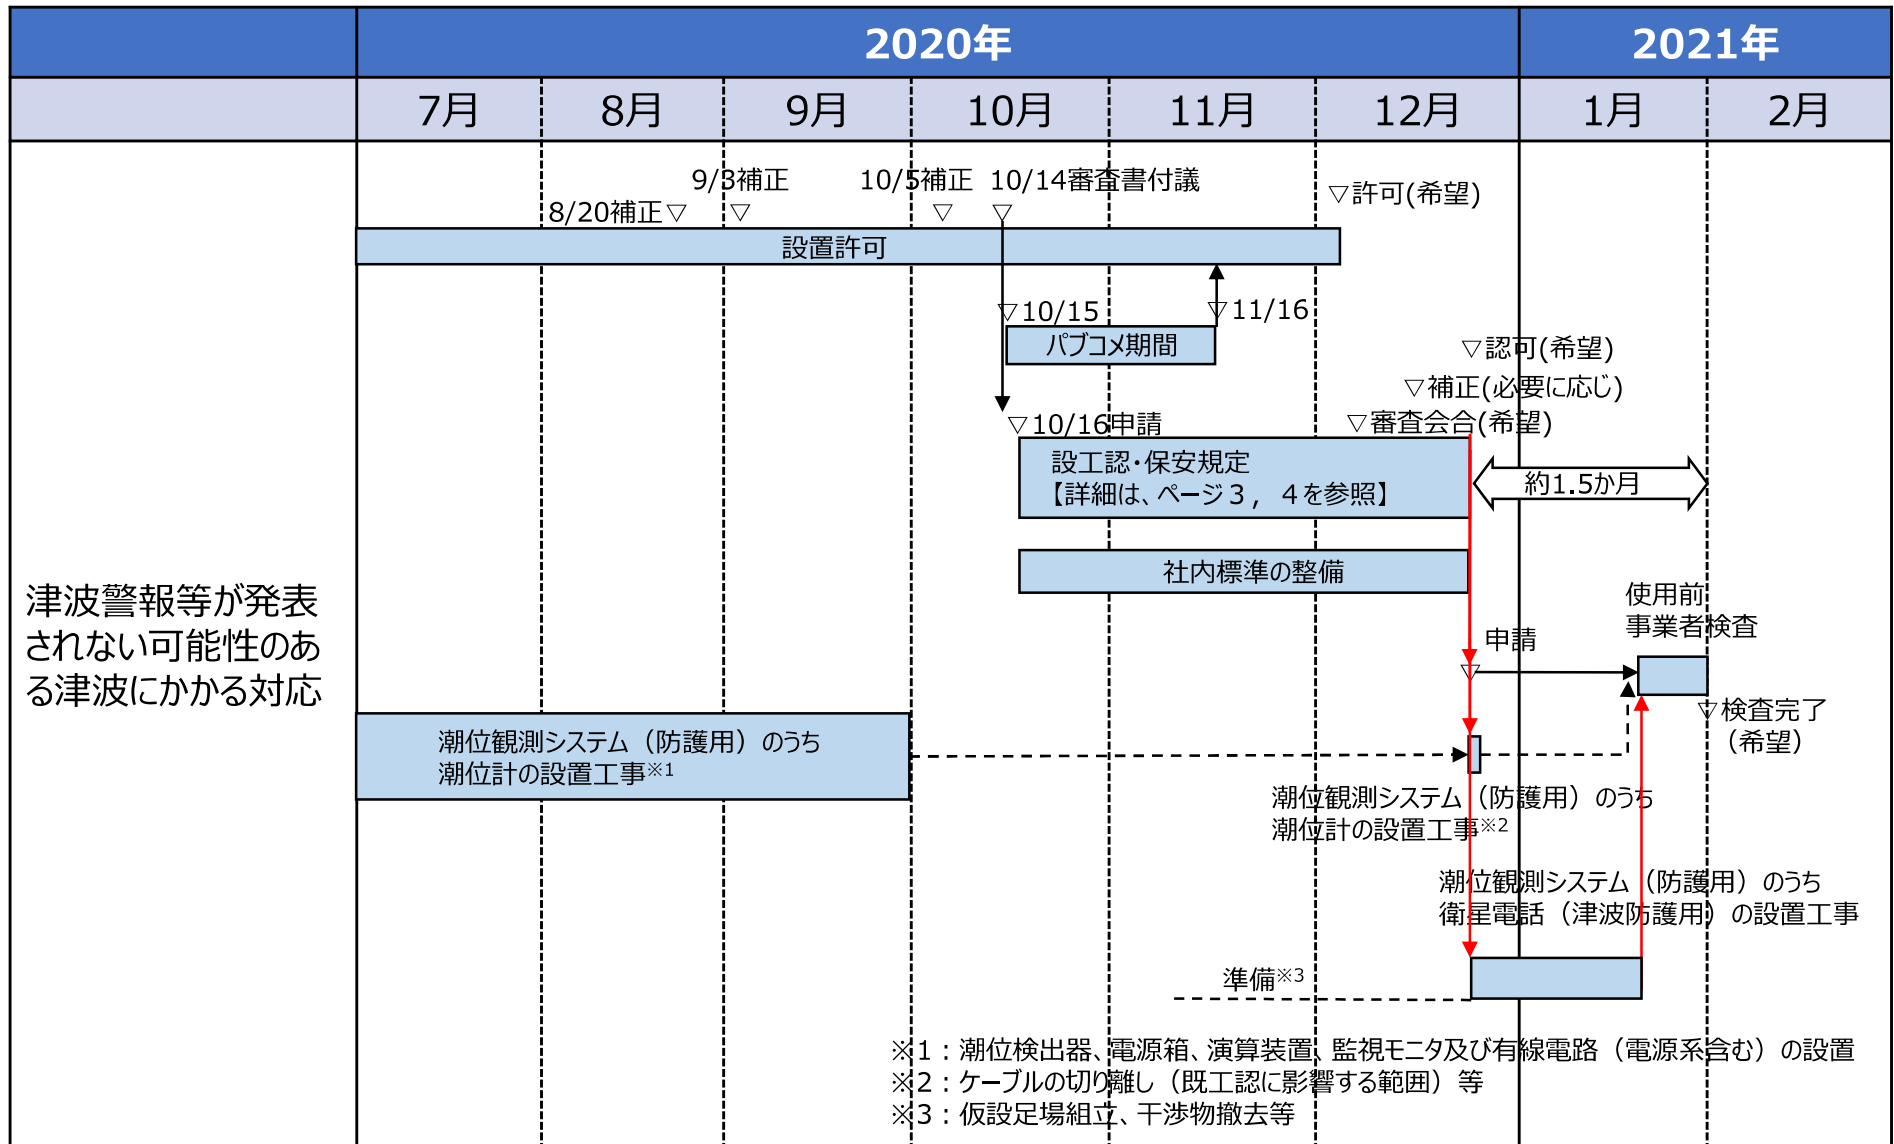 2020年
2021年
7月
8月
9月
10月
11月
12月
1月
2月
津波警報等が発表
されない可能性のあ
る津波にかかる対応
9/3補正
10/5補正
10/14審査書付議
▽許可(希望)
8/20補正▽
▽
▽
▽
設置許可
▽10/15
▽11/16
パブコメ期間
▽認可(希望)
▽補正(必要に応じ)
▽10/16申請
▽審査会合(希望)
設工認・保安規定
【詳細は、ページ3，4を参照】
約1.5か月
社内標準の整備
使用前
事業者検査
申請
▽
▽検査完了
（希望）
潮位観測システム（防護用）のうち
潮位計の設置工事※1
潮位観測システム（防護用）のうち
潮位計の設置工事※2
潮位観測システム（防護用）のうち
衛星電話（津波防護用）の設置工事
準備※3
※1：潮位検出器、電源箱、演算装置、監視モニタ及び有線電路（電源系含む）の設置
※2：ケーブルの切り離し（既工認に影響する範囲）等
※3：仮設足場組立、干渉物撤去等